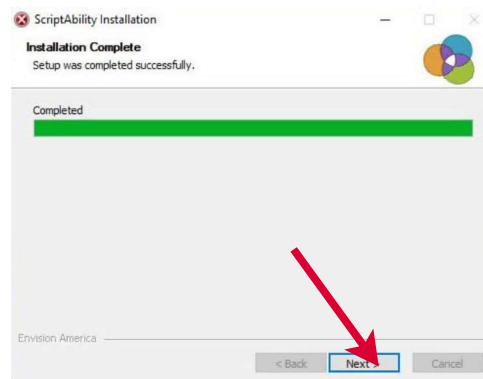 ScriptAbility Installation
Installation Complete
Setup was completed successfully.
Completed
Envision America
< Back Next > Cancel